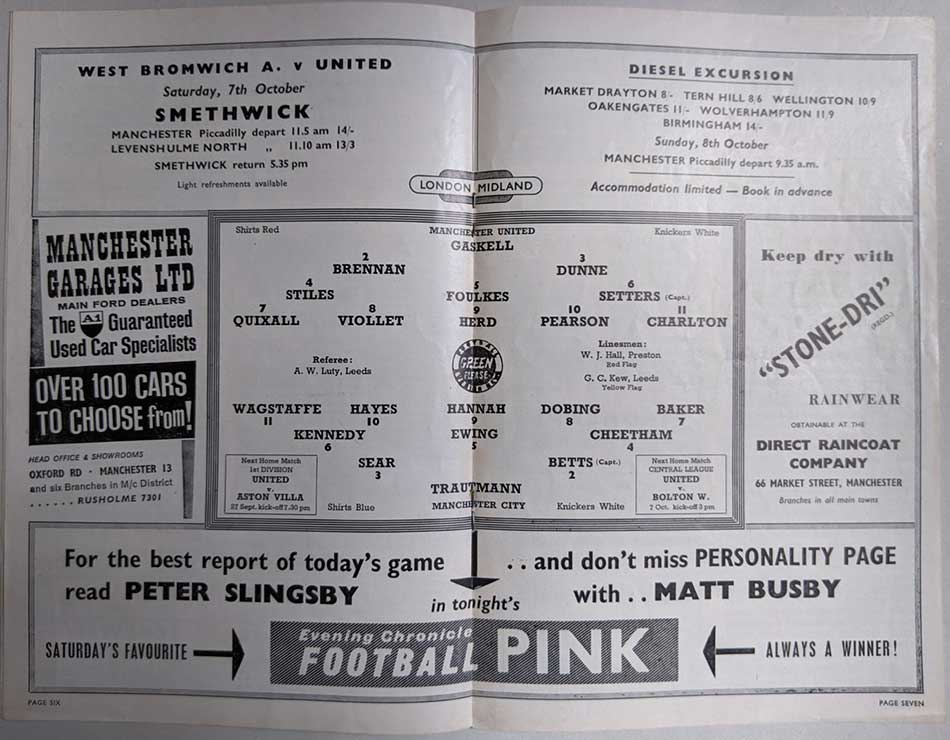 WEST BROMWICH A. v UNITED
Saturday, 7th October
SMETHWICK
MANCHESTER Piccadilly depart 11.5 am 14/-
LEVENSHULME NORTH „ 11.10 am 13/3
SMETHWICK return 5.35 pm
Light refreshments available
DIESEL EXCURSION
MARKET DRAYTON 8/- TERN HILL 8/6 WELLINGTON 10/9
OAKENGATES 11/- WOLVERHAMPTON 11/9
BIRMINGHAM 14/-
Sunday, 8th October
MANCHESTER Piccadilly depart 9.35 a.m.
Accommodation limited — Book in advance
LONDON MIDLAND
MANCHESTER
GARAGES LTD
MAIN FORD DEALERS
The A1 Guaranteed
Used Car Specialists
OVER 100 CARS
TO CHOOSE from!
HEAD OFFICE & SHOWROOMS
OXFORD RD · MANCHESTER 13
and six Branches in M/c District
...... RUSHOLME 7301
Shirts Red MANCHESTER UNITED Knickers White
GASKELL
2 3
BRENNAN DUNNE
4 5 6
STILES FOULKES SETTERS (Capt.)
7 8 9 10 11
QUIXALL VIOLLET HERD PEARSON CHARLTON
Referee:
A. W. Luty, Leeds
GREEN
PLEASE
Linesmen:
W. J. Hall, Preston
Red Flag
G. C. Kew, Leeds
Yellow Flag
WAGSTAFFE HAYES HANNAH DOBING BAKER
11 10 9 8 7
KENNEDY EWING CHEETHAM
6 5 4
SEAR BETTS (Capt.)
3 2
TRAUTMANN
Shirts Blue MANCHESTER CITY Knickers White
Next Home Match
1st DIVISION
UNITED
v.
ASTON VILLA
27 Sept. kick-off 7.30 pm
Next Home Match
CENTRAL LEAGUE
UNITED
v.
BOLTON W.
7 Oct. kick-off 3 pm
Keep dry with
“STONE-DRI”
(REGD.)
RAINWEAR
OBTAINABLE AT THE
DIRECT RAINCOAT
COMPANY
66 MARKET STREET, MANCHESTER
Branches in all main towns
For the best report of today's game
read PETER SLINGSBY
. . and don't miss PERSONALITY PAGE
with . . MATT BUSBY
in tonight's
SATURDAY'S FAVOURITE
Evening Chronicle
FOOTBALL PINK
ALWAYS A WINNER!
PAGE SIX
PAGE SEVEN